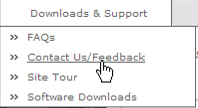 Downloads & Support
» FAQs
» Contact Us/Feedback
» Site Tour
» Software Downloads